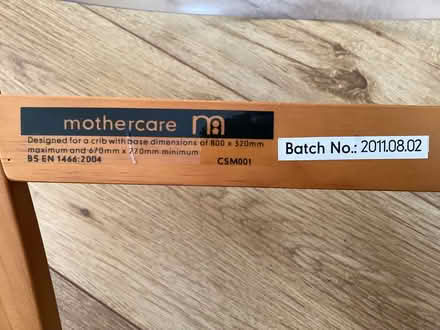 mothercare
Designed for a crib with base dimensions of 800 x 320mm
maximum and 670mm x 270mm minimum
BS EN 1466:2004 CSM001
Batch No.: 2011.08.02